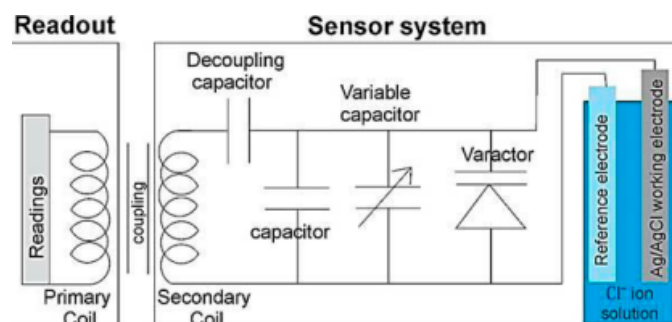 Readout
Sensor system
Decoupling
capacitor
Variable
capacitor
Varactor
capacitor
Readings
coupling
Primary
Coil
Secondary
Coil
Reference electrode
Ag/AgCl working electrode
Cl⁻ ion
solution